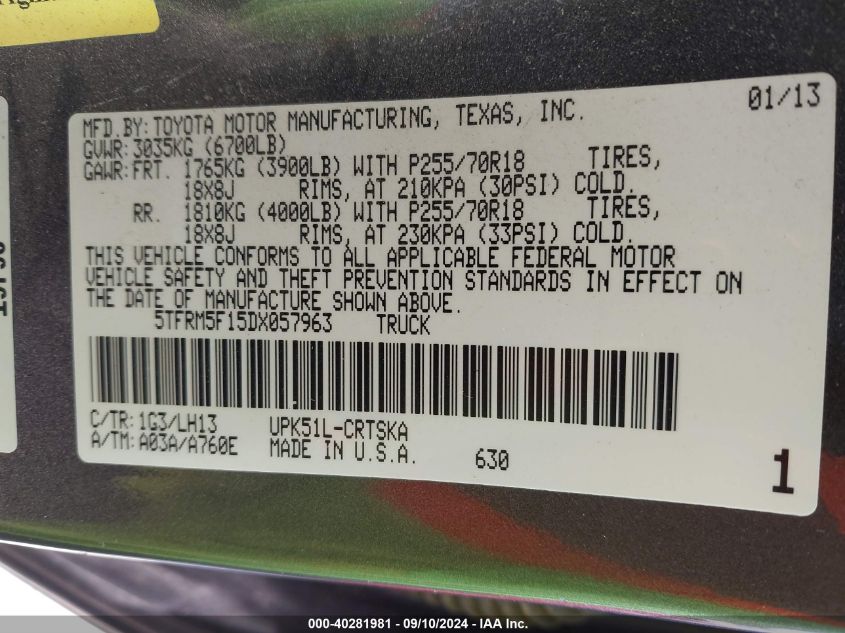 01/13
MFD.BY:TOYOTA MOTOR MANUFACTURING, TEXAS, INC.
GVWR:3035KG (6700LB)
GAWR:FRT. 1765KG (3900LB) WITH P255/70R18 TIRES,
18X8J RIMS, AT 210KPA (30PSI) COLD.
RR. 1810KG (4000LB) WITH P255/70R18 TIRES,
18X8J RIMS, AT 230KPA (33PSI) COLD.
THIS VEHICLE CONFORMS TO ALL APPLICABLE FEDERAL MOTOR
VEHICLE SAFETY AND THEFT PREVENTION STANDARDS IN EFFECT ON
THE DATE OF MANUFACTURE SHOWN ABOVE.
5TFRM5F15DX057963 TRUCK
C/TR:1G3/LH13 UPK51L-CRTSKA
A/TM:A03A/A760E MADE IN U.S.A. 630
1
000-40281981 - 09/10/2024 - IAA Inc.